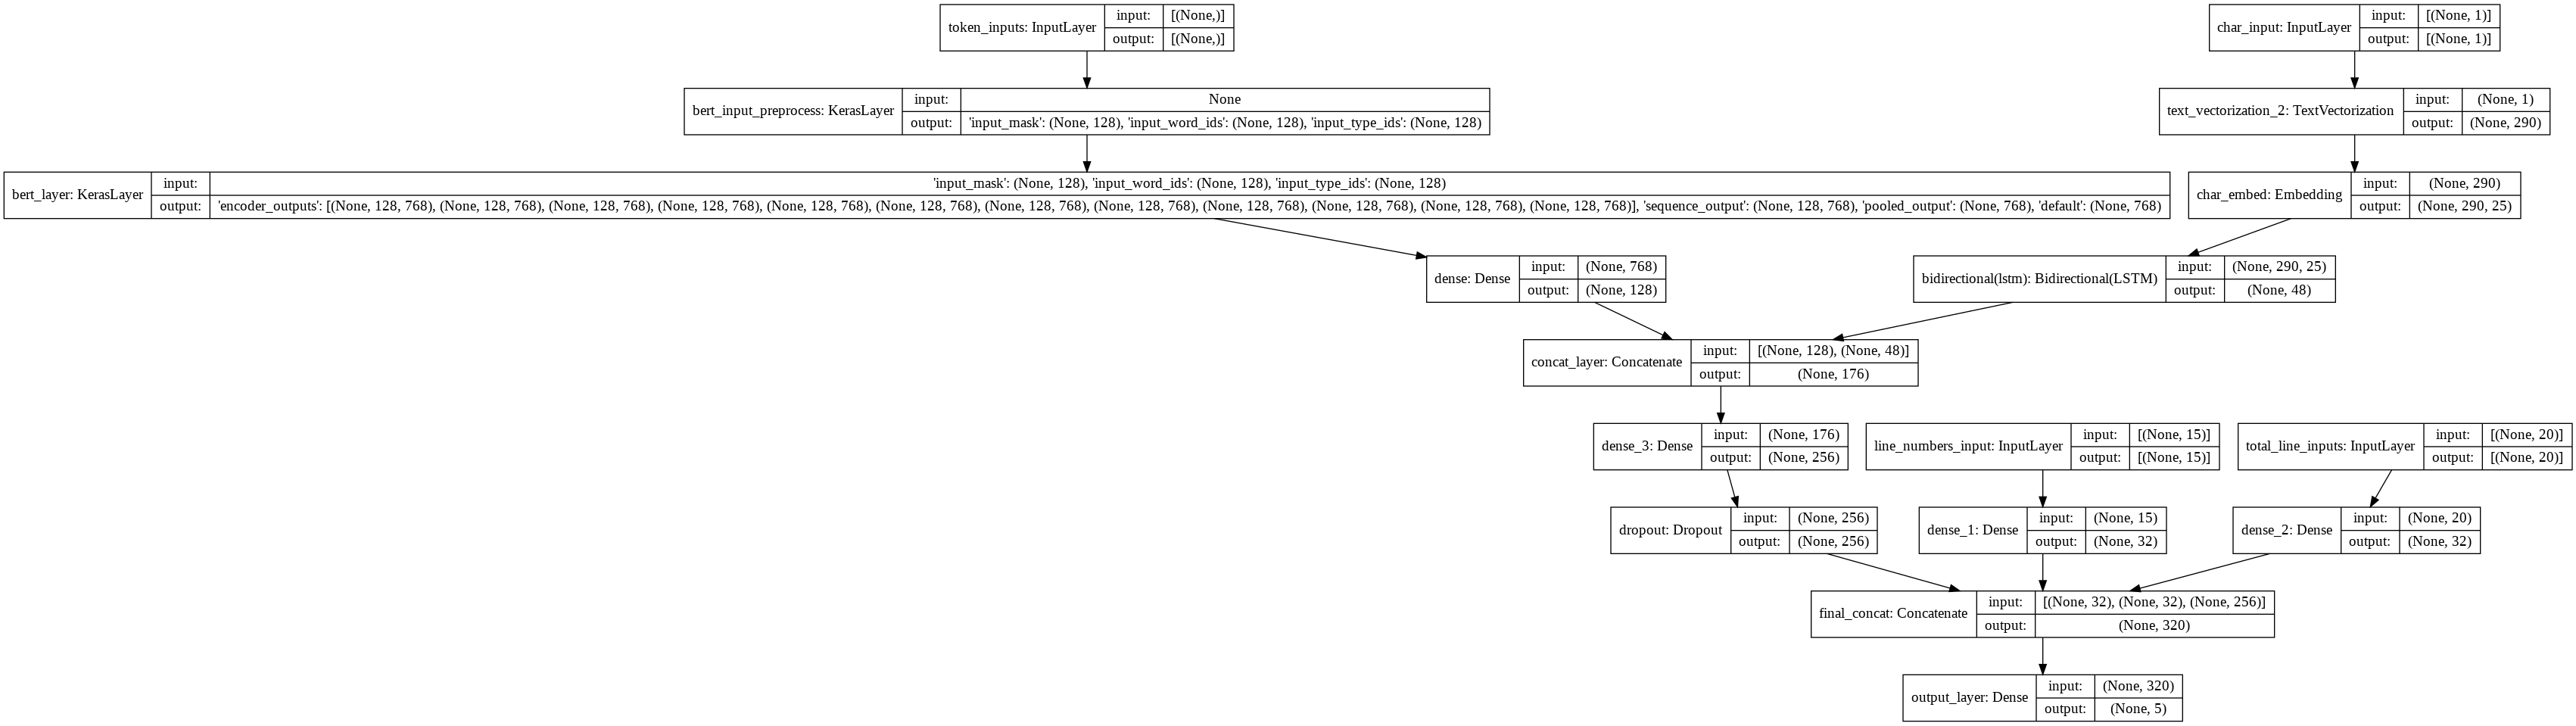 token_inputs: InputLayer input: [(None,)]
output: [(None,)]
char_input: InputLayer input: [(None, 1)]
output: [(None, 1)]
bert_input_preprocess: KerasLayer input: None
output: 'input_mask': (None, 128), 'input_word_ids': (None, 128), 'input_type_ids': (None, 128)
text_vectorization_2: TextVectorization input: (None, 1)
output: (None, 290)
bert_layer: KerasLayer input: 'input_mask': (None, 128), 'input_word_ids': (None, 128), 'input_type_ids': (None, 128)
output: 'encoder_outputs': [(None, 128, 768), (None, 128, 768), (None, 128, 768), (None, 128, 768), (None, 128, 768), (None, 128, 768), (None, 128, 768), (None, 128, 768), (None, 128, 768), (None, 128, 768), (None, 128, 768), (None, 128, 768)], 'sequence_output': (None, 128, 768), 'pooled_output': (None, 768), 'default': (None, 768)
char_embed: Embedding input: (None, 290)
output: (None, 290, 25)
dense: Dense input: (None, 768)
output: (None, 128)
bidirectional(lstm): Bidirectional(LSTM) input: (None, 290, 25)
output: (None, 48)
concat_layer: Concatenate input: [(None, 128), (None, 48)]
output: (None, 176)
dense_3: Dense input: (None, 176)
output: (None, 256)
line_numbers_input: InputLayer input: [(None, 15)]
output: [(None, 15)]
total_line_inputs: InputLayer input: [(None, 20)]
output: [(None, 20)]
dropout: Dropout input: (None, 256)
output: (None, 256)
dense_1: Dense input: (None, 15)
output: (None, 32)
dense_2: Dense input: (None, 20)
output: (None, 32)
final_concat: Concatenate input: [(None, 32), (None, 32), (None, 256)]
output: (None, 320)
output_layer: Dense input: (None, 320)
output: (None, 5)